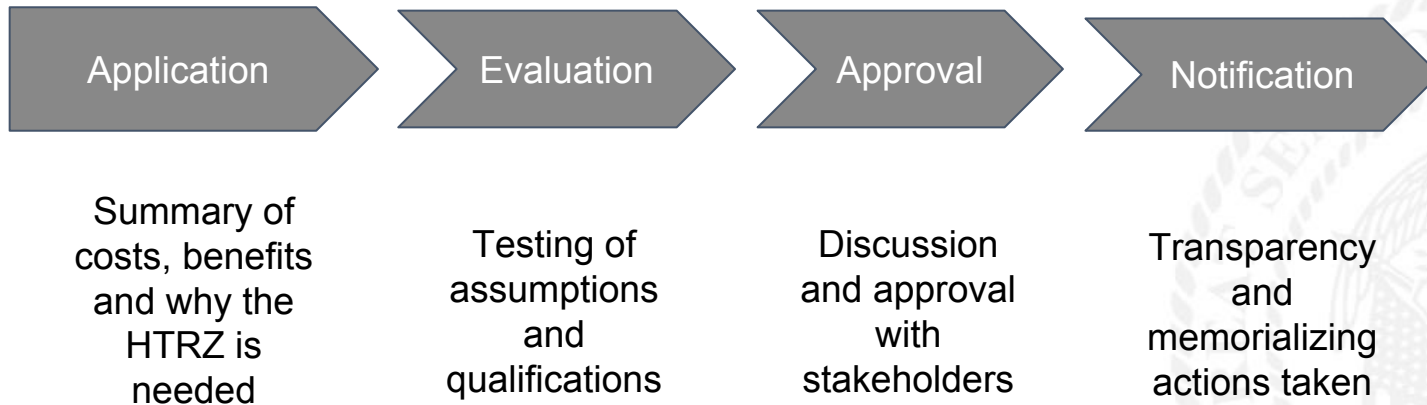 Application
Evaluation
Approval
Notification
Summary of
costs, benefits
and why the
HTRZ is
needed
Testing of
assumptions
and
qualifications
Discussion
and approval
with
stakeholders
Transparency
and
memorializing
actions taken